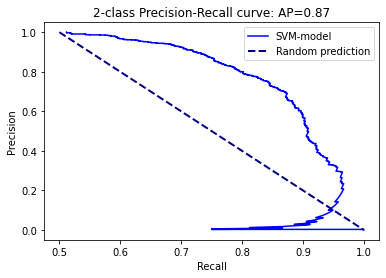 2-class Precision-Recall curve: AP=0.87
SVM-model
Random prediction
Precision
1.0
0.8
0.6
0.4
0.2
0.0
0.5 0.6 0.7 0.8 0.9 1.0
Recall